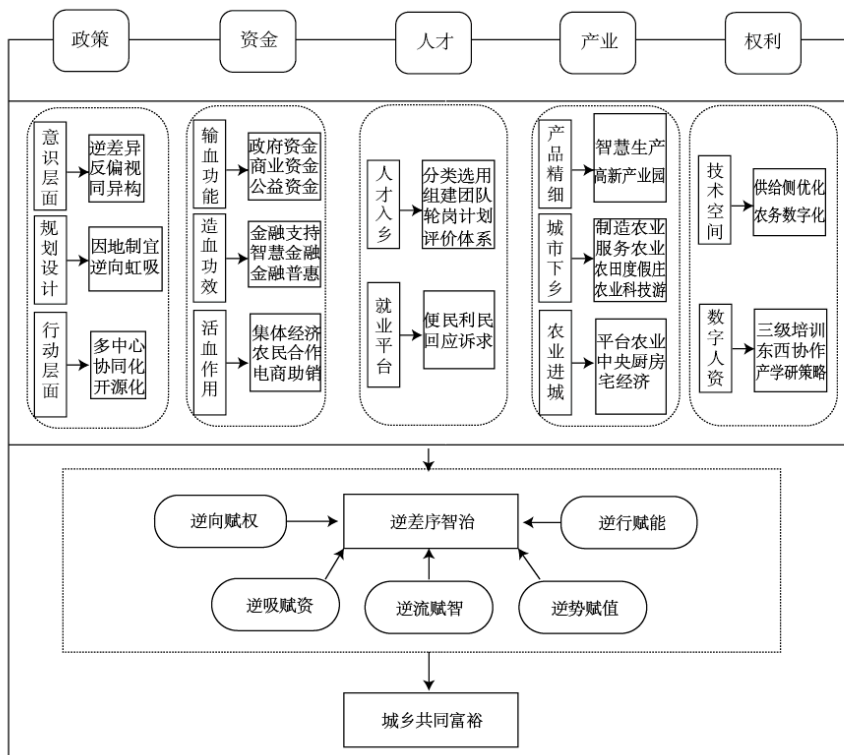 政策
资金
人才
产业
权利
意识层面
逆差异
反偏视
同异构
规划设计
因地制宜
逆向虹吸
行动层面
多中心
协同化
开源化
输血功能
政府资金
商业资金
公益资金
造血功效
金融支持
智慧金融
金融普惠
活血作用
集体经济
农民合作
电商助销
人才入乡
分类选用
组建团队
轮岗计划
评价体系
就业平台
便民利民
回应诉求
产品精细
智慧生产
高新产业园
城市下乡
制造农业
服务农业
农田度假庄
农业科技游
农业进城
平台农业
中央厨房
宅经济
技术空间
供给侧优化
农务数字化
数字人资
三级培训
东西协作
产学研策略
逆向赋权
逆差序智治
逆行赋能
逆吸赋资
逆流赋智
逆势赋值
城乡共同富裕